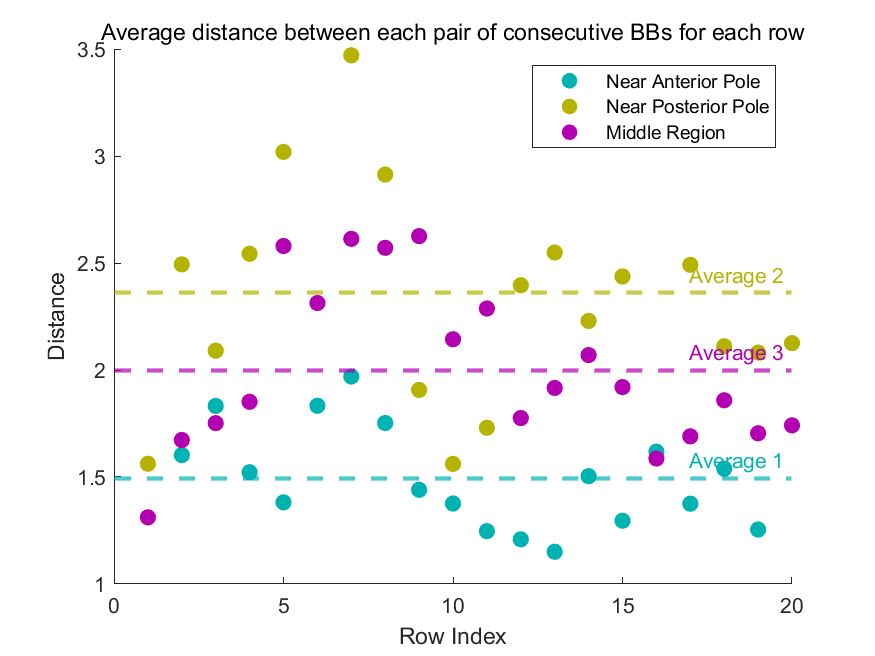 Average distance between each pair of consecutive BBs for each row
3.5
3
2.5
2
1.5
1
Distance
Near Anterior Pole
Near Posterior Pole
Middle Region
Average 2
Average 3
Average 1
0
5
10
15
20
Row Index